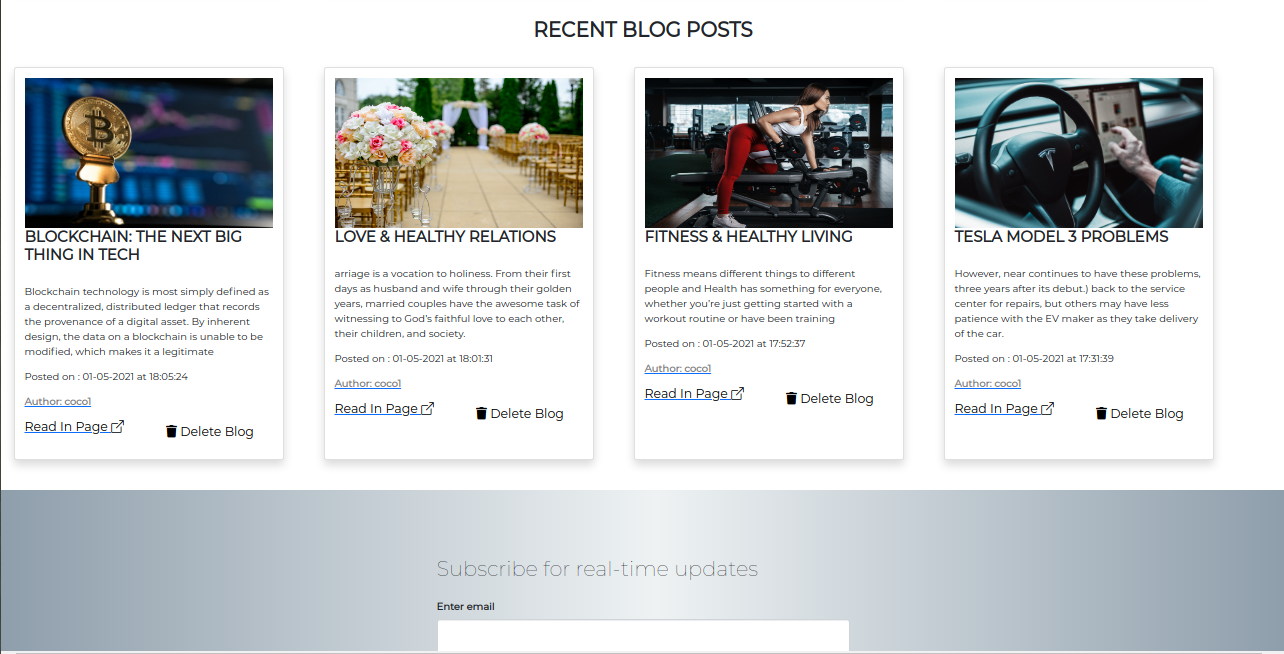 RECENT BLOG POSTS
BLOCKCHAIN: THE NEXT BIG
THING IN TECH
Blockchain technology is most simply defined as
a decentralized, distributed ledger that records
the provenance of a digital asset. By inherent
design, the data on a blockchain is unable to be
modified, which makes it a legitimate
Posted on : 01-05-2021 at 18:05:24
Author: coco1
Read In Page
Delete Blog
LOVE & HEALTHY RELATIONS
arriage is a vocation to holiness. From their first
days as husband and wife through their golden
years, married couples have the awesome task of
witnessing to God's faithful love to each other,
their children, and society.
Posted on : 01-05-2021 at 18:01:31
Author: coco1
Read In Page
Delete Blog
FITNESS & HEALTHY LIVING
Fitness means different things to different
people and Health has something for everyone,
whether you're just getting started with a
workout routine or have been training
Posted on : 01-05-2021 at 17:52:37
Author: coco1
Read In Page
Delete Blog
TESLA MODEL 3 PROBLEMS
However, near continues to have these problems,
three years after its debut.) back to the service
center for repairs, but others may have less
patience with the EV maker as they take delivery
of the car.
Posted on : 01-05-2021 at 17:31:39
Author: coco1
Read In Page
Delete Blog
Subscribe for real-time updates
Enter email